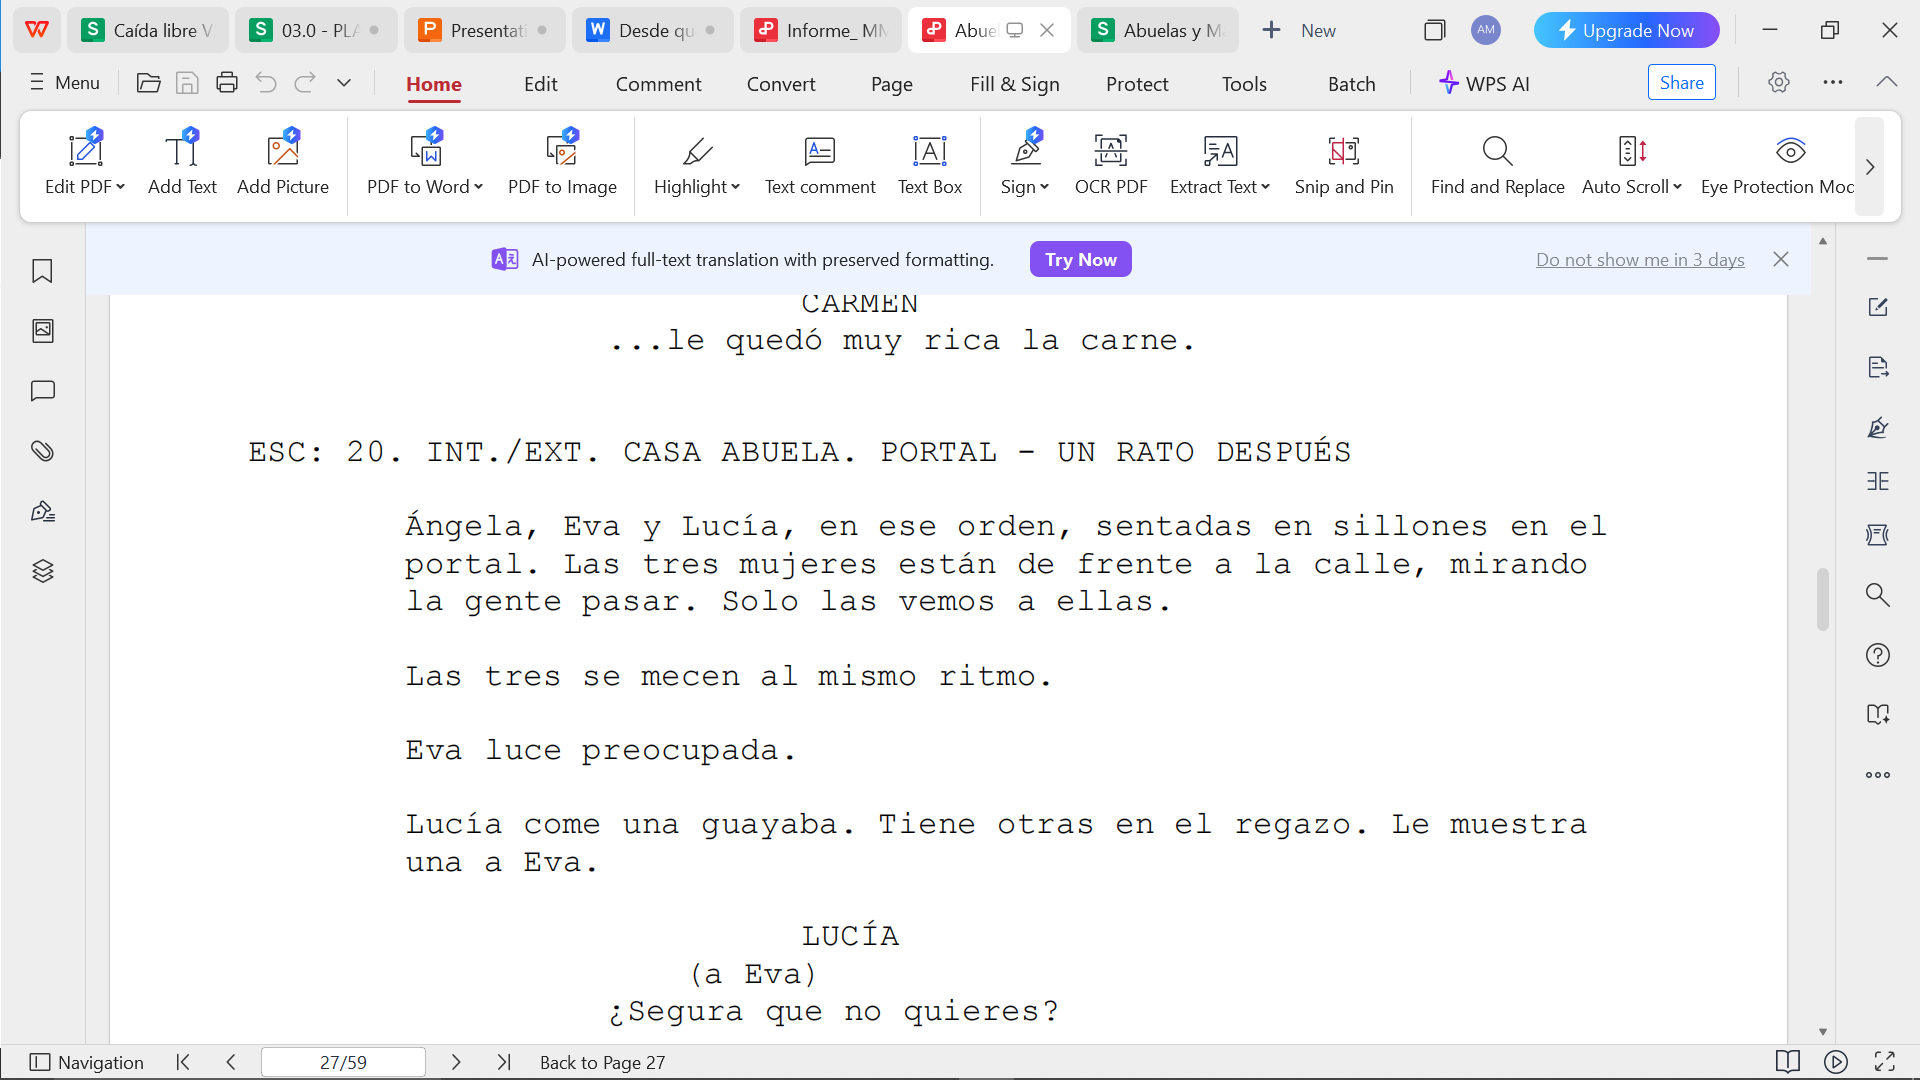 Caída libre V
03.0 - PLA
Presentati
Desde qu
Informe_ MM
Abuel
Abuelas y M
New
AM
Upgrade Now
Menu
Home
Edit
Comment
Convert
Page
Fill & Sign
Protect
Tools
Batch
WPS AI
Share
Edit PDF
Add Text
Add Picture
PDF to Word
PDF to Image
Highlight
Text comment
Text Box
Sign
OCR PDF
Extract Text
Snip and Pin
Find and Replace
Auto Scroll
Eye Protection Mod
AI-powered full-text translation with preserved formatting.
Try Now
Do not show me in 3 days
CARMEN
...le quedó muy rica la carne.
ESC: 20. INT./EXT. CASA ABUELA. PORTAL - UN RATO DESPUÉS
Ángela, Eva y Lucía, en ese orden, sentadas en sillones en el
portal. Las tres mujeres están de frente a la calle, mirando
la gente pasar. Solo las vemos a ellas.
Las tres se mecen al mismo ritmo.
Eva luce preocupada.
Lucía come una guayaba. Tiene otras en el regazo. Le muestra
una a Eva.
LUCÍA
(a Eva)
¿Segura que no quieres?
Navigation
27/59
Back to Page 27